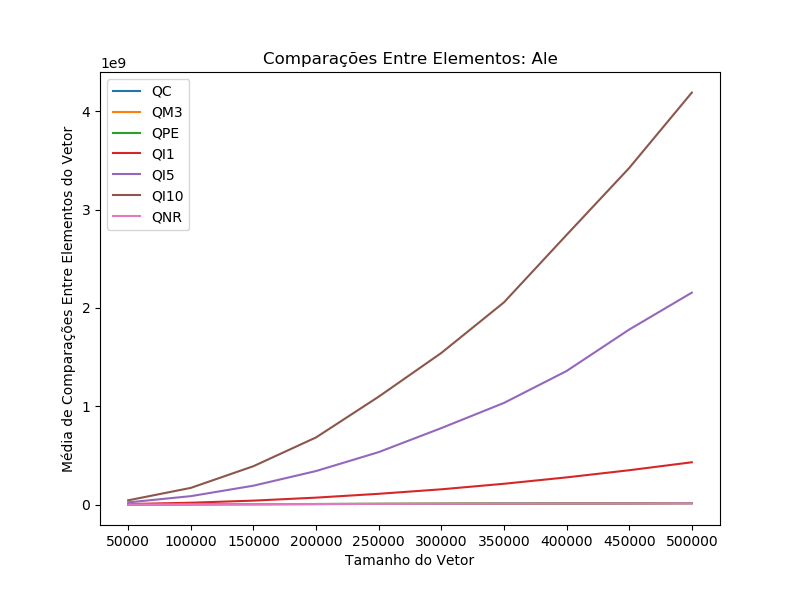 Comparações Entre Elementos: Ale
1e9
QC
QM3
QPE
QI1
QI5
QI10
QNR
Média de Comparações Entre Elementos do Vetor
4
3
2
1
0
50000 100000 150000 200000 250000 300000 350000 400000 450000 500000
Tamanho do Vetor